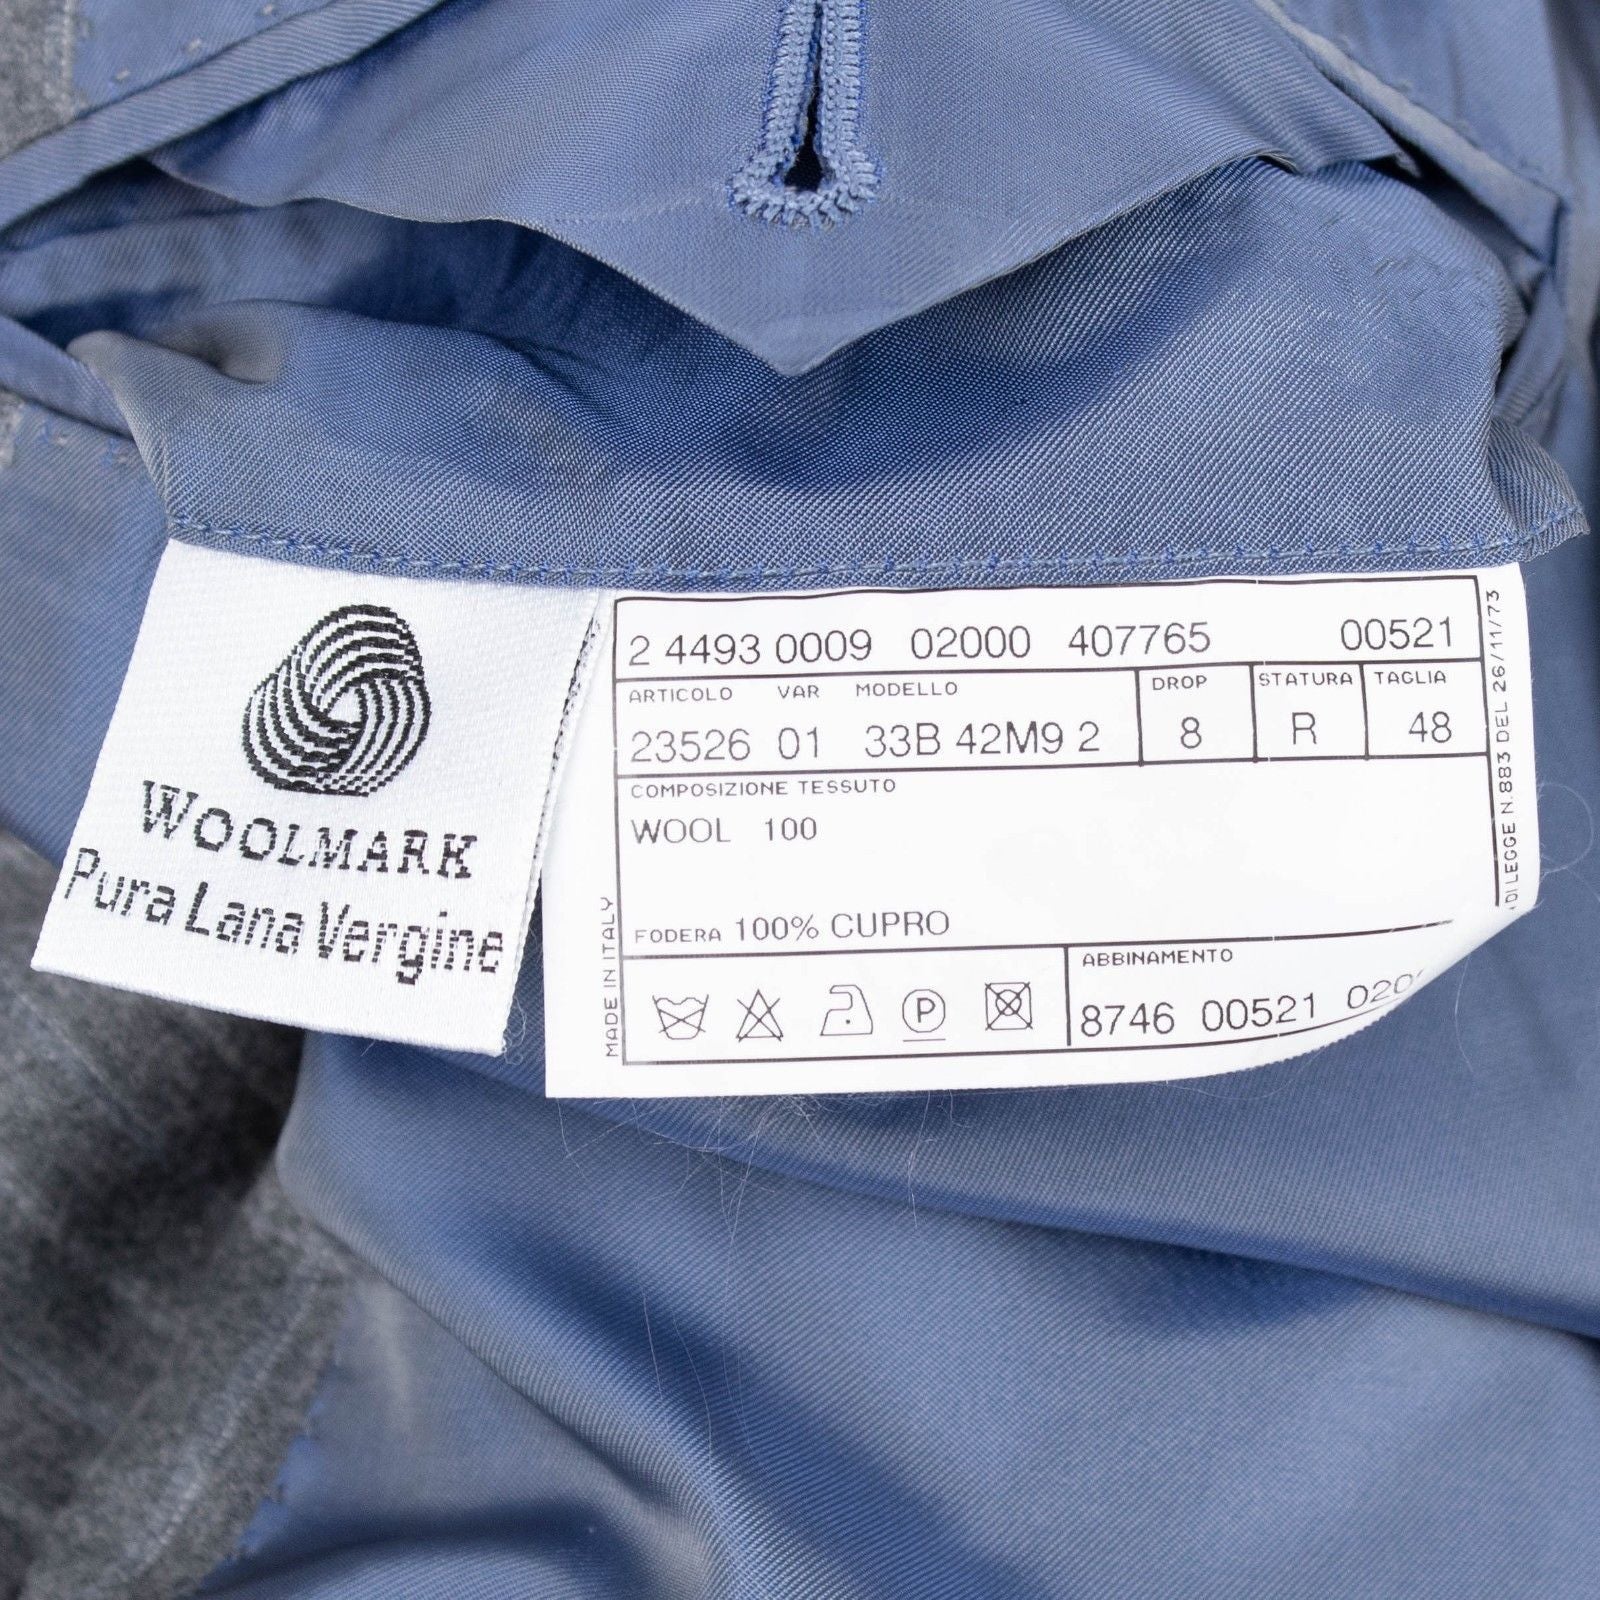 WOOLMARK
Pura Lana Vergine
2 4493 0009 02000 407765 00521
ARTICOLO VAR MODELLO DROP STATURA TAGLIA
23526 01 33B 42M9 2 8 R 48
COMPOSIZIONE TESSUTO
WOOL 100
FODERA 100% CUPRO
ABBINAMENTO
P
8746 00521
MADE IN ITALY
DI LEGGE N.883 DEL 26/11/73